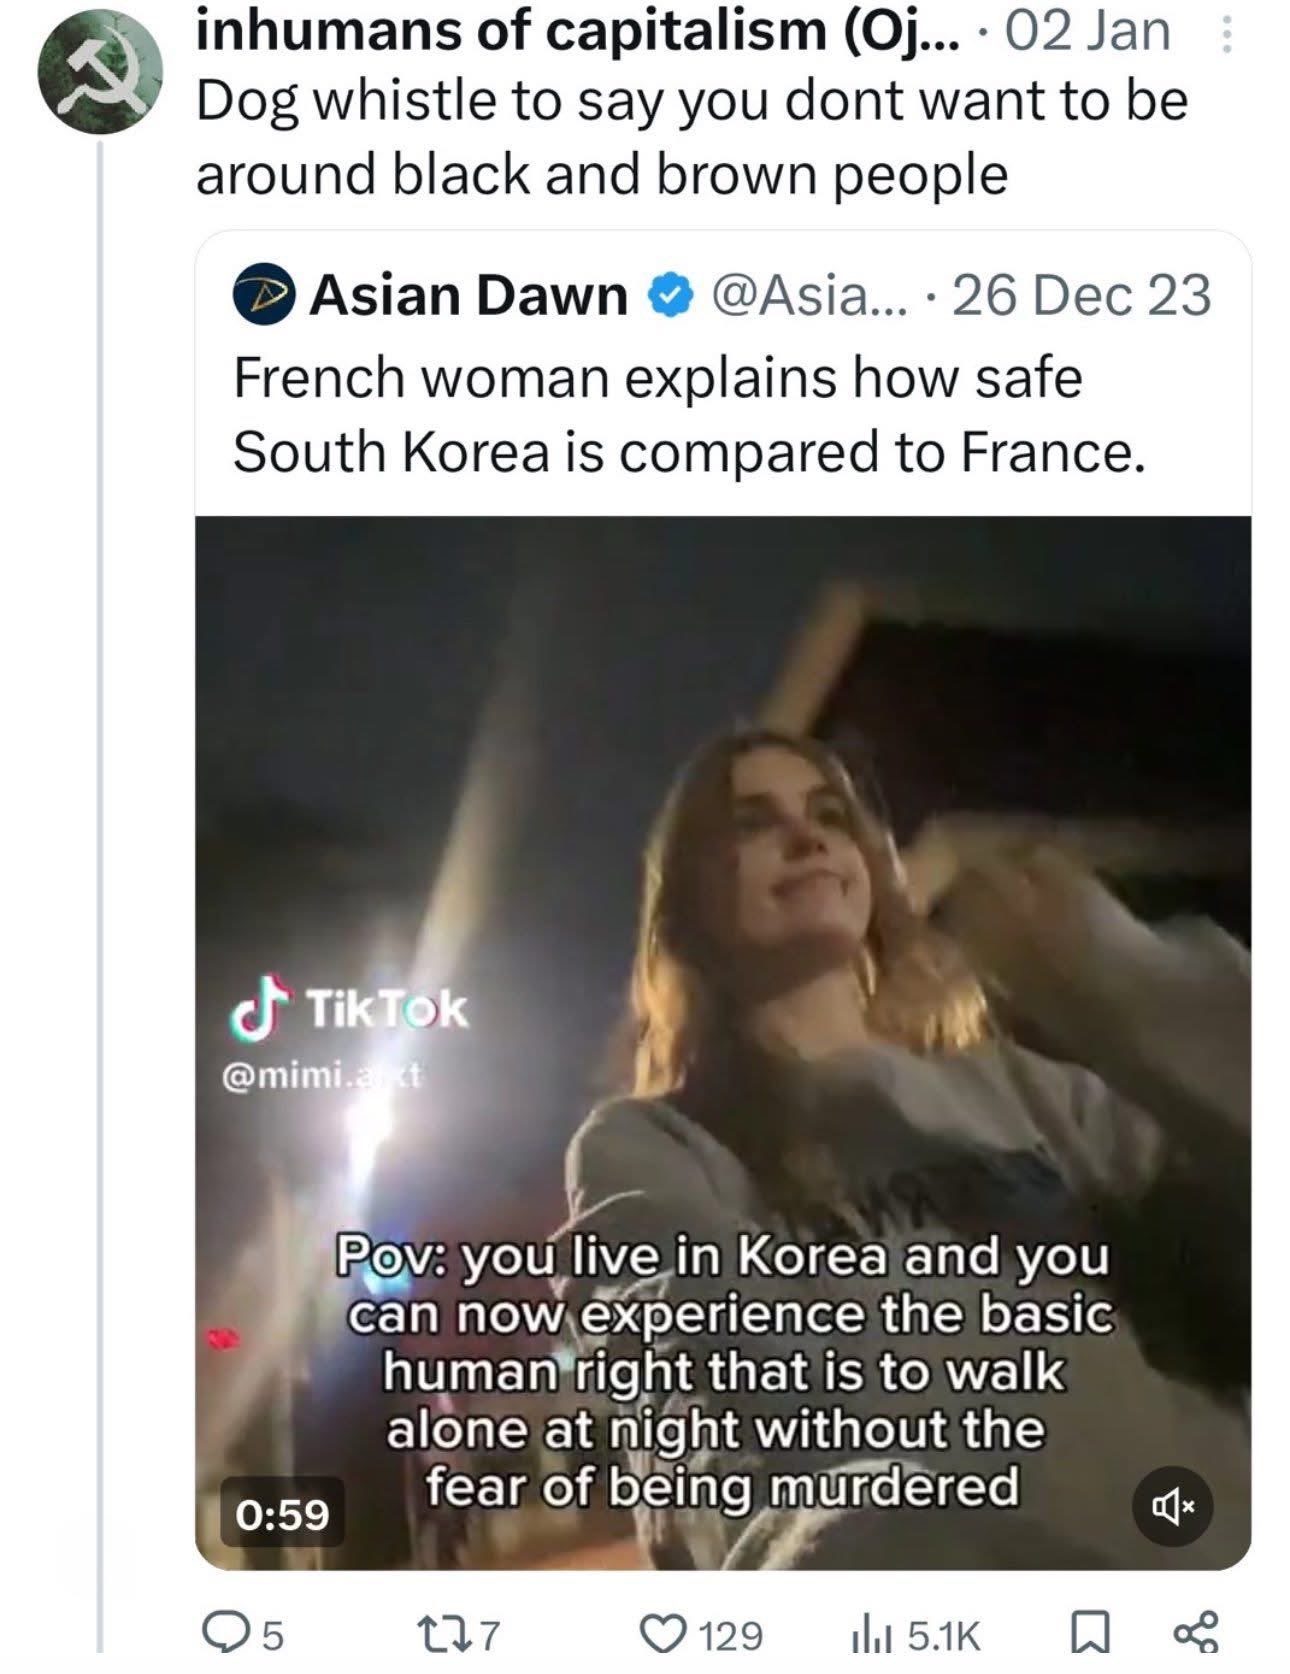 inhumans of capitalism (Oj... · 02 Jan
Dog whistle to say you dont want to be
around black and brown people
Asian Dawn @Asia... · 26 Dec 23
French woman explains how safe
South Korea is compared to France.
TikTok
Pov: you live in Korea and you
can now experience the basic
human right that is to walk
alone at night without the
fear of being murdered
0:59
5 7 129 5.1K